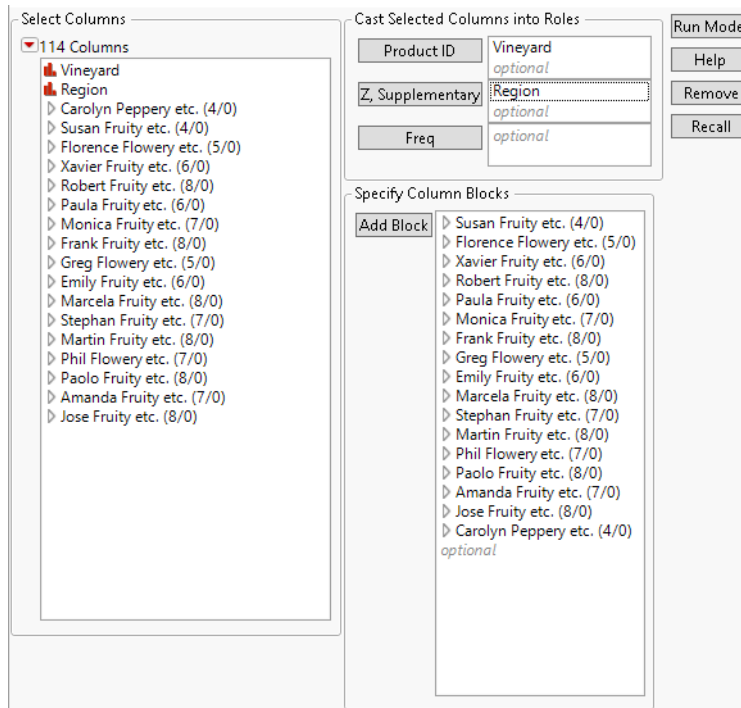 Select Columns
114 Columns
Vineyard
Region
Carolyn Peppery etc. (4/0)
Susan Fruity etc. (4/0)
Florence Flowery etc. (5/0)
Xavier Fruity etc. (6/0)
Robert Fruity etc. (8/0)
Paula Fruity etc. (6/0)
Monica Fruity etc. (7/0)
Frank Fruity etc. (8/0)
Greg Flowery etc. (5/0)
Emily Fruity etc. (6/0)
Marcela Fruity etc. (8/0)
Stephan Fruity etc. (7/0)
Martin Fruity etc. (8/0)
Phil Flowery etc. (7/0)
Paolo Fruity etc. (8/0)
Amanda Fruity etc. (7/0)
Jose Fruity etc. (8/0)
Cast Selected Columns into Roles
Product ID
Vineyard
optional
Z, Supplementary
Region
optional
Freq
optional
Specify Column Blocks
Add Block
Susan Fruity etc. (4/0)
Florence Flowery etc. (5/0)
Xavier Fruity etc. (6/0)
Robert Fruity etc. (8/0)
Paula Fruity etc. (6/0)
Monica Fruity etc. (7/0)
Frank Fruity etc. (8/0)
Greg Flowery etc. (5/0)
Emily Fruity etc. (6/0)
Marcela Fruity etc. (8/0)
Stephan Fruity etc. (7/0)
Martin Fruity etc. (8/0)
Phil Flowery etc. (7/0)
Paolo Fruity etc. (8/0)
Amanda Fruity etc. (7/0)
Jose Fruity etc. (8/0)
Carolyn Peppery etc. (4/0)
optional
Run Mode
Help
Remove
Recall